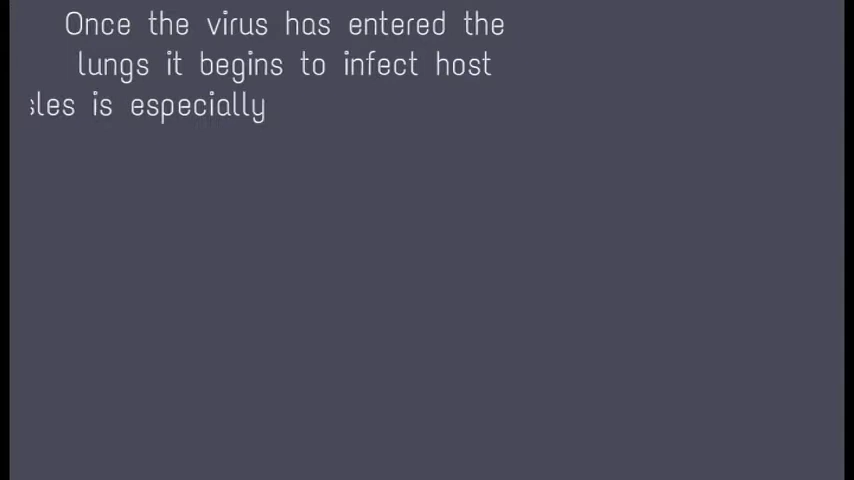 Once the virus has entered the
lungs it begins to infect host
is especially